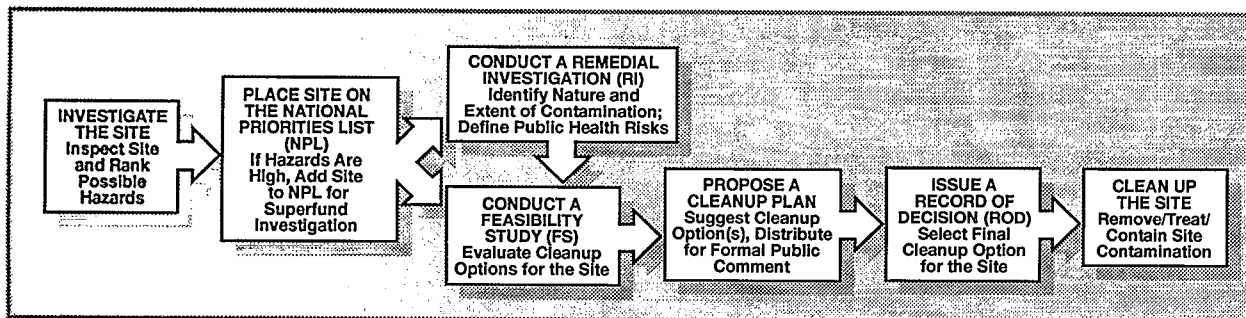 INVESTIGATE
THE SITE
Inspect Site
and Rank
Possible
Hazards
PLACE SITE ON
THE NATIONAL
PRIORITIES LIST
(NPL)
If Hazards Are
High, Add Site
to NPL for
Superfund
Investigation
CONDUCT A REMEDIAL
INVESTIGATION (RI)
Identify Nature and
Extent of Contamination;
Define Public Health Risks
CONDUCT A
FEASIBILITY
STUDY (FS)
Evaluate Cleanup
Options for the Site
PROPOSE A
CLEANUP PLAN
Suggest Cleanup
Option(s), Distribute
for Formal Public
Comment
ISSUE A
RECORD OF
DECISION (ROD)
Select Final
Cleanup Option
for the Site
CLEAN UP
THE SITE
Remove/Treat/
Contain Site
Contamination